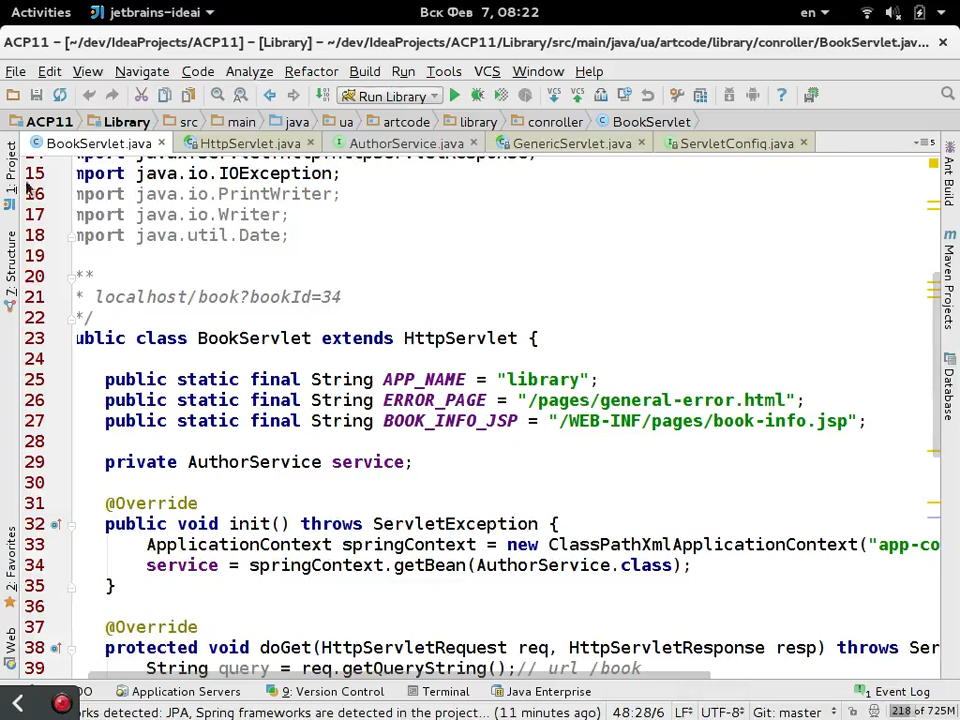 Activities jetbrains-ideai Вск Фев 7, 08:22 en
ACP11 – [~/dev/IdeaProjects/ACP11] – [Library] – ~/dev/IdeaProjects/ACP11/Library/src/main/java/ua/artcode/library/conroller/BookServlet.jav...
File Edit View Navigate Code Analyze Refactor Build Run Tools VCS Window Help
Run Library
ACP11 Library src main java ua artcode library conroller BookServlet
BookServlet.java HttpServlet.java AuthorService.java GenericServlet.java ServletConfig.java
15 mport java.io.IOException;
16 mport java.io.PrintWriter;
17 mport java.io.Writer;
18 mport java.util.Date;
19
20 **
21 * localhost/book?bookId=34
22 */
23 ublic class BookServlet extends HttpServlet {
24
25 public static final String APP_NAME = "library";
26 public static final String ERROR_PAGE = "/pages/general-error.html";
27 public static final String BOOK_INFO_JSP = "/WEB-INF/pages/book-info.jsp";
28
29 private AuthorService service;
30
31 @Override
32 public void init() throws ServletException {
33 ApplicationContext springContext = new ClassPathXmlApplicationContext("app-co
34 service = springContext.getBean(AuthorService.class);
35 }
36
37 @Override
38 protected void doGet(HttpServletRequest req, HttpServletResponse resp) throws Ser
39 String query = req.getQueryString();// url /book
1: Project
7: Structure
2: Favorites
Web
Ant Build
Maven Projects
Database
DO Application Servers 9: Version Control Terminal Java Enterprise 1 Event Log
rks detected: JPA, Spring frameworks are detected in the project... (11 minutes ago) 48:28/6 LF UTF-8 Git: master 218 of 725M